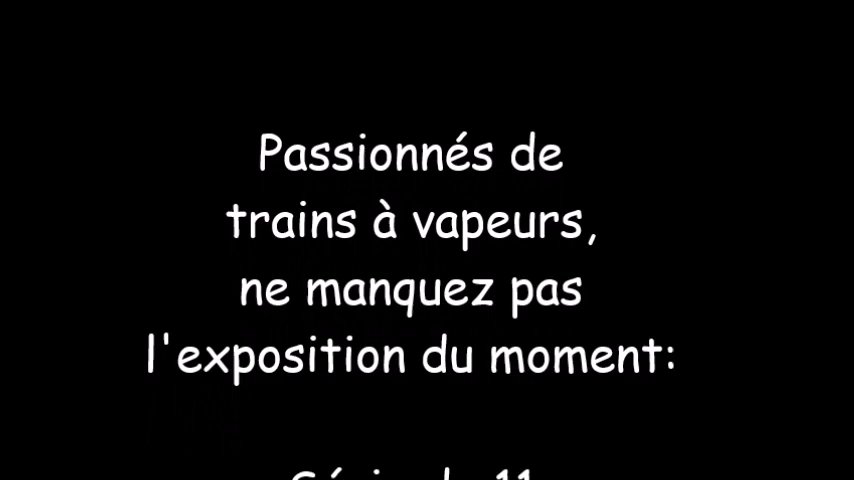 Passionnés de
trains à vapeurs,
ne manquez pas
l'exposition du moment: